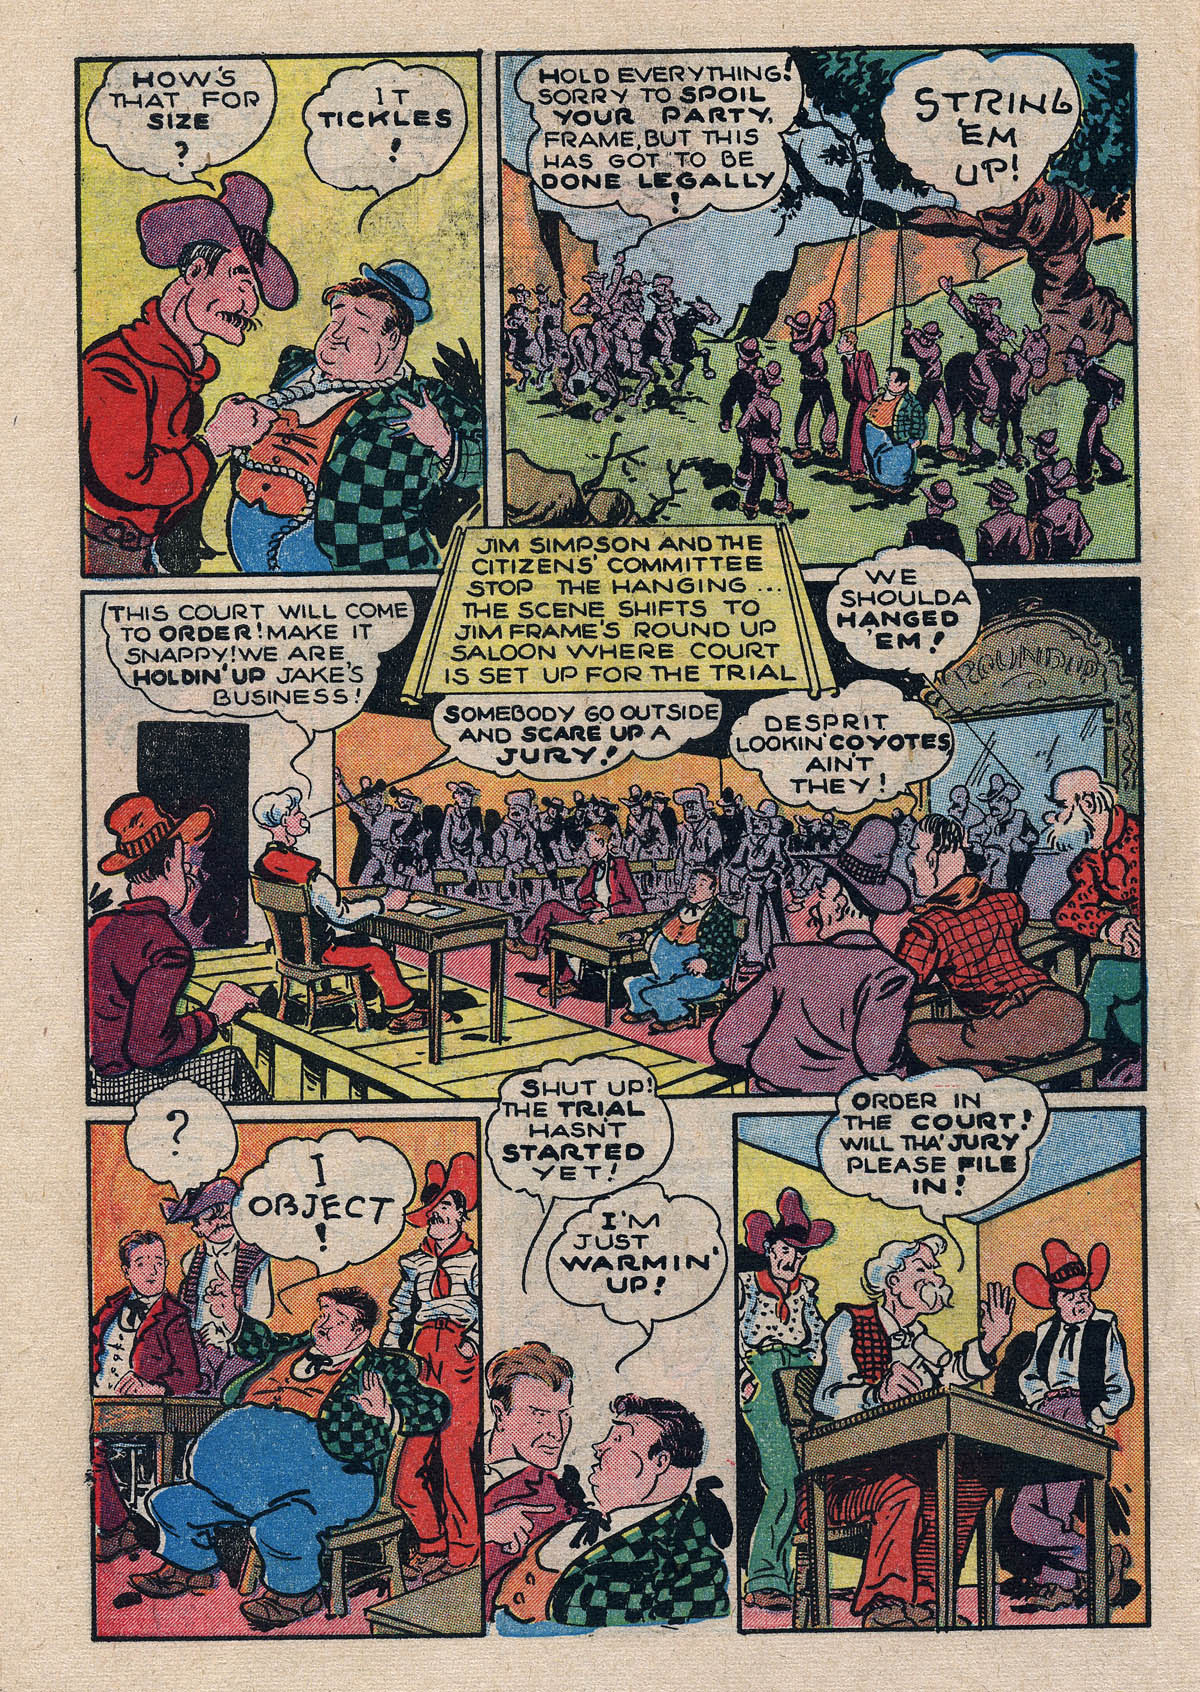 HOW'S
THAT FOR
SIZE
?
IT
TICKLES
!
HOLD EVERYTHING!
SORRY TO SPOIL
YOUR PARTY,
FRAME, BUT THIS
HAS GOT TO BE
DONE LEGALLY
!
STRING
'EM
UP!
JIM SIMPSON AND THE
CITIZENS' COMMITTEE
STOP THE HANGING...
THE SCENE SHIFTS TO
JIM FRAME'S ROUND UP
SALOON WHERE COURT
IS SET UP FOR THE TRIAL
THIS COURT WILL COME
TO ORDER! MAKE IT
SNAPPY! WE ARE
HOLDIN' UP JAKE'S
BUSINESS!
SOMEBODY GO OUTSIDE
AND SCARE UP A
JURY!
DESPRIT
LOOKIN' COYOTES,
AIN'T
THEY!
WE
SHOULDA
HANGED
'EM!
ROUNDUP
?
I
OBJECT
!
SHUT UP!
THE TRIAL
HASN'T
STARTED
YET!
I'M
JUST
WARMIN'
UP!
ORDER IN
THE COURT!
WILL THA' JURY
PLEASE FILE
IN!